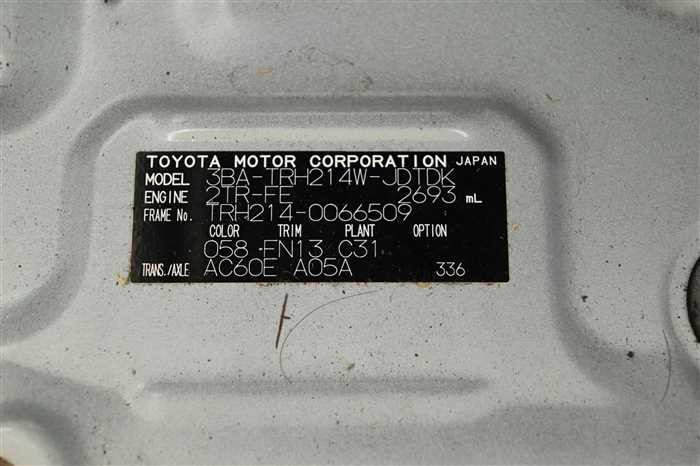 TOYOTA MOTOR CORPORATION JAPAN
MODEL 3BA-TRH214W-JDTDK
ENGINE 2TR-FE 2693 mL
FRAME No. TRH214-0066509
COLOR TRIM PLANT OPTION
058 FN13 C31
TRANS./AXLE AC60E A05A 336